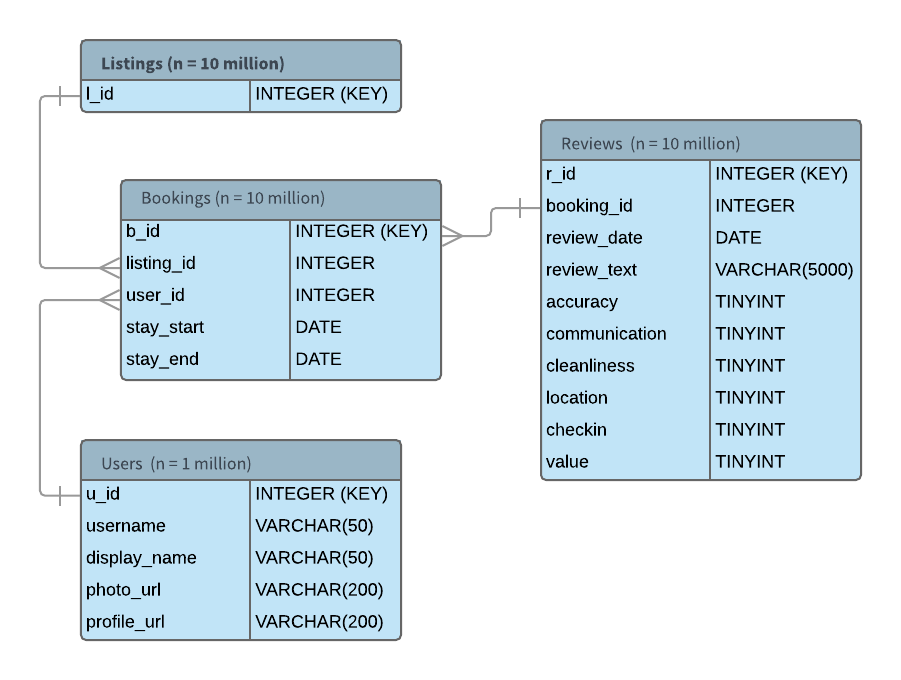 Listings (n = 10 million)
l_id INTEGER (KEY)
Bookings (n = 10 million)
b_id INTEGER (KEY)
listing_id INTEGER
user_id INTEGER
stay_start DATE
stay_end DATE
Users (n = 1 million)
u_id INTEGER (KEY)
username VARCHAR(50)
display_name VARCHAR(50)
photo_url VARCHAR(200)
profile_url VARCHAR(200)
Reviews (n = 10 million)
r_id INTEGER (KEY)
booking_id INTEGER
review_date DATE
review_text VARCHAR(5000)
accuracy TINYINT
communication TINYINT
cleanliness TINYINT
location TINYINT
checkin TINYINT
value TINYINT